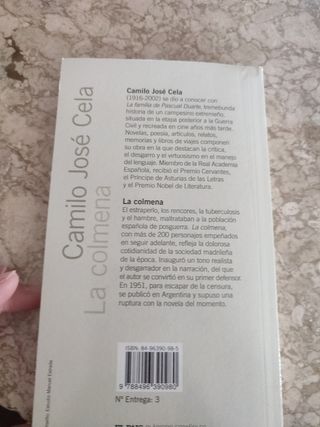 Camilo José Cela
La colmena
Camilo José Cela
(1916-2002) se dio a conocer con
La familia de Pascual Duarte, tremebunda
historia de un campesino extremeño,
situada en la etapa posterior a la Guerra
Civil y recreada en cine años más tarde.
Novelas, poesía, artículos, relatos,
memorias y libros de viajes componen
su obra en la que destacan la crítica,
el desgarro y el virtuosismo en el manejo
del lenguaje. Miembro de la Real Academia
Española, recibió el Premio Cervantes,
el Príncipe de Asturias de las Letras
y el Premio Nobel de Literatura.
La colmena
El estraperlo, los rencores, la tuberculosis
y el hambre, maltrataban a la población
española de posguerra. La colmena,
con más de 200 personajes empeñados
en seguir adelante, refleja la dolorosa
cotidianidad de la sociedad madrileña
de la época. Inauguró un tono realista
y desgarrador en la narración, del que
el autor se convirtió en su primer defensor.
En 1951, para escapar de la censura,
se publicó en Argentina y supuso una
ruptura con la novela del momento.
ISBN: 84-96390-98-5
9 788496 390980
Nº Entrega: 3